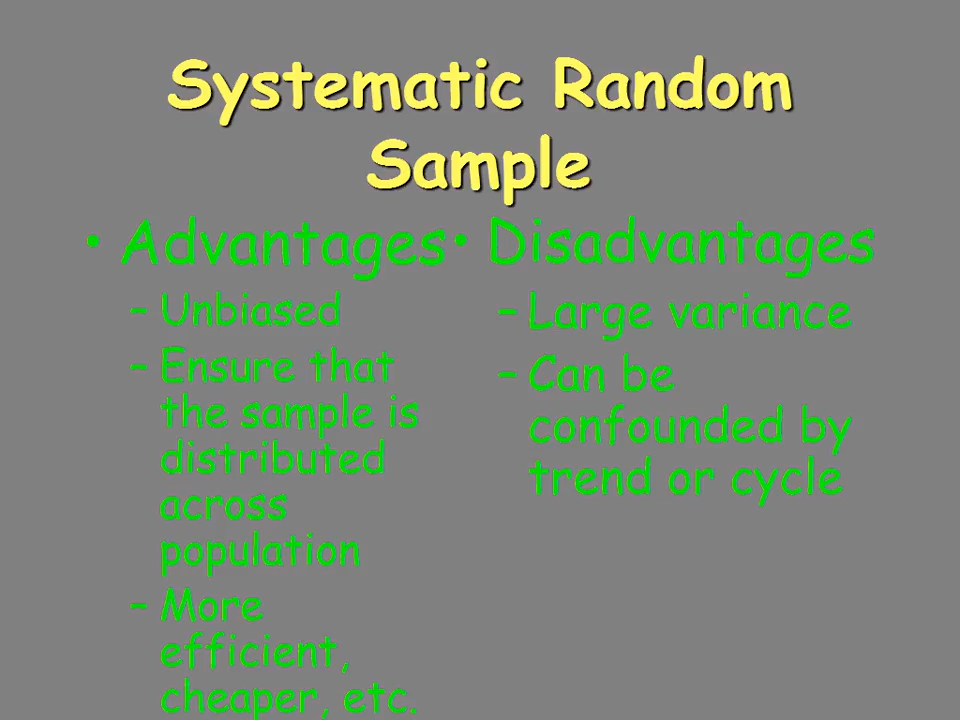 Systematic Random
Sample
• Advantages
– Unbiased
– Ensure that
the sample is
distributed
across
population
– More
efficient,
cheaper, etc.
• Disadvantages
– Large variance
– Can be
confounded by
trend or cycle